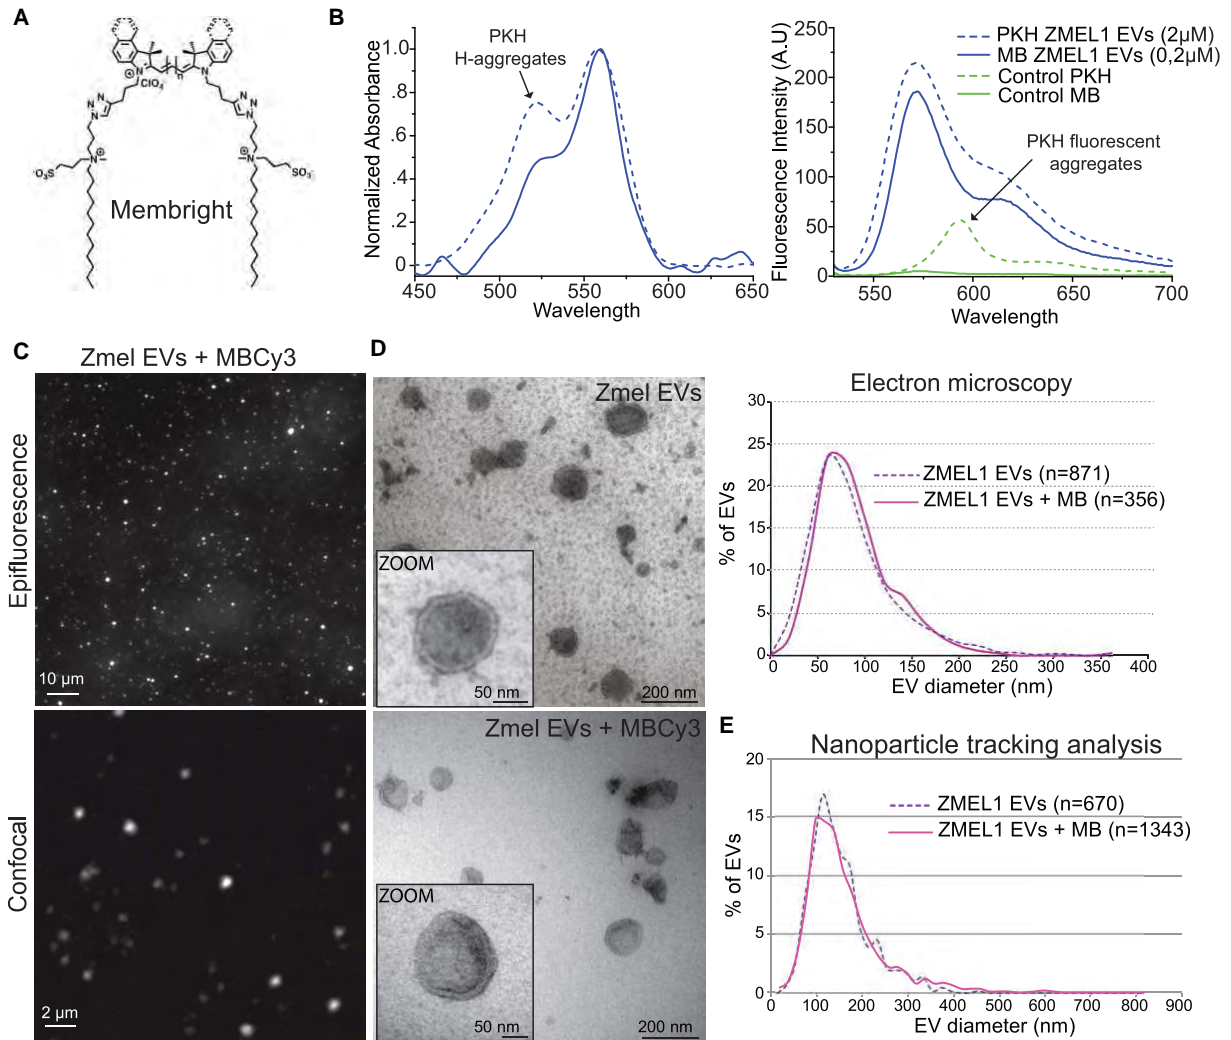 A
N
⊕
ClO₄⁻
n
N
N
N
N
N
N
N
⊕
N
⊕
N
⁻O₃S
SO₃⁻
Membright
B
PKH
H-aggregates
Normalized Absorbance
1.0
.8
.6
.4
.2
0
450
500
550
600
650
Wavelength
Fluorescence Intensity (A.U)
250
200
150
100
50
0
550
600
650
700
Wavelength
PKH ZMEL1 EVs (2µM)
MB ZMEL1 EVs (0,2µM)
Control PKH
Control MB
PKH fluorescent
aggregates
C
Zmel EVs + MBCy3
Epifluorescence
10 µm
Confocal
2 µm
D
Zmel EVs
ZOOM
50 nm
200 nm
Zmel EVs + MBCy3
ZOOM
50 nm
200 nm
Electron microscopy
% of EVs
30
25
20
15
10
5
0
0
50
100
150
200
250
300
350
400
EV diameter (nm)
ZMEL1 EVs (n=871)
ZMEL1 EVs + MB (n=356)
E
Nanoparticle tracking analysis
% of EVs
20
15
10
5
0
0
100
200
300
400
500
600
700
800
900
EV diameter (nm)
ZMEL1 EVs (n=670)
ZMEL1 EVs + MB (n=1343)